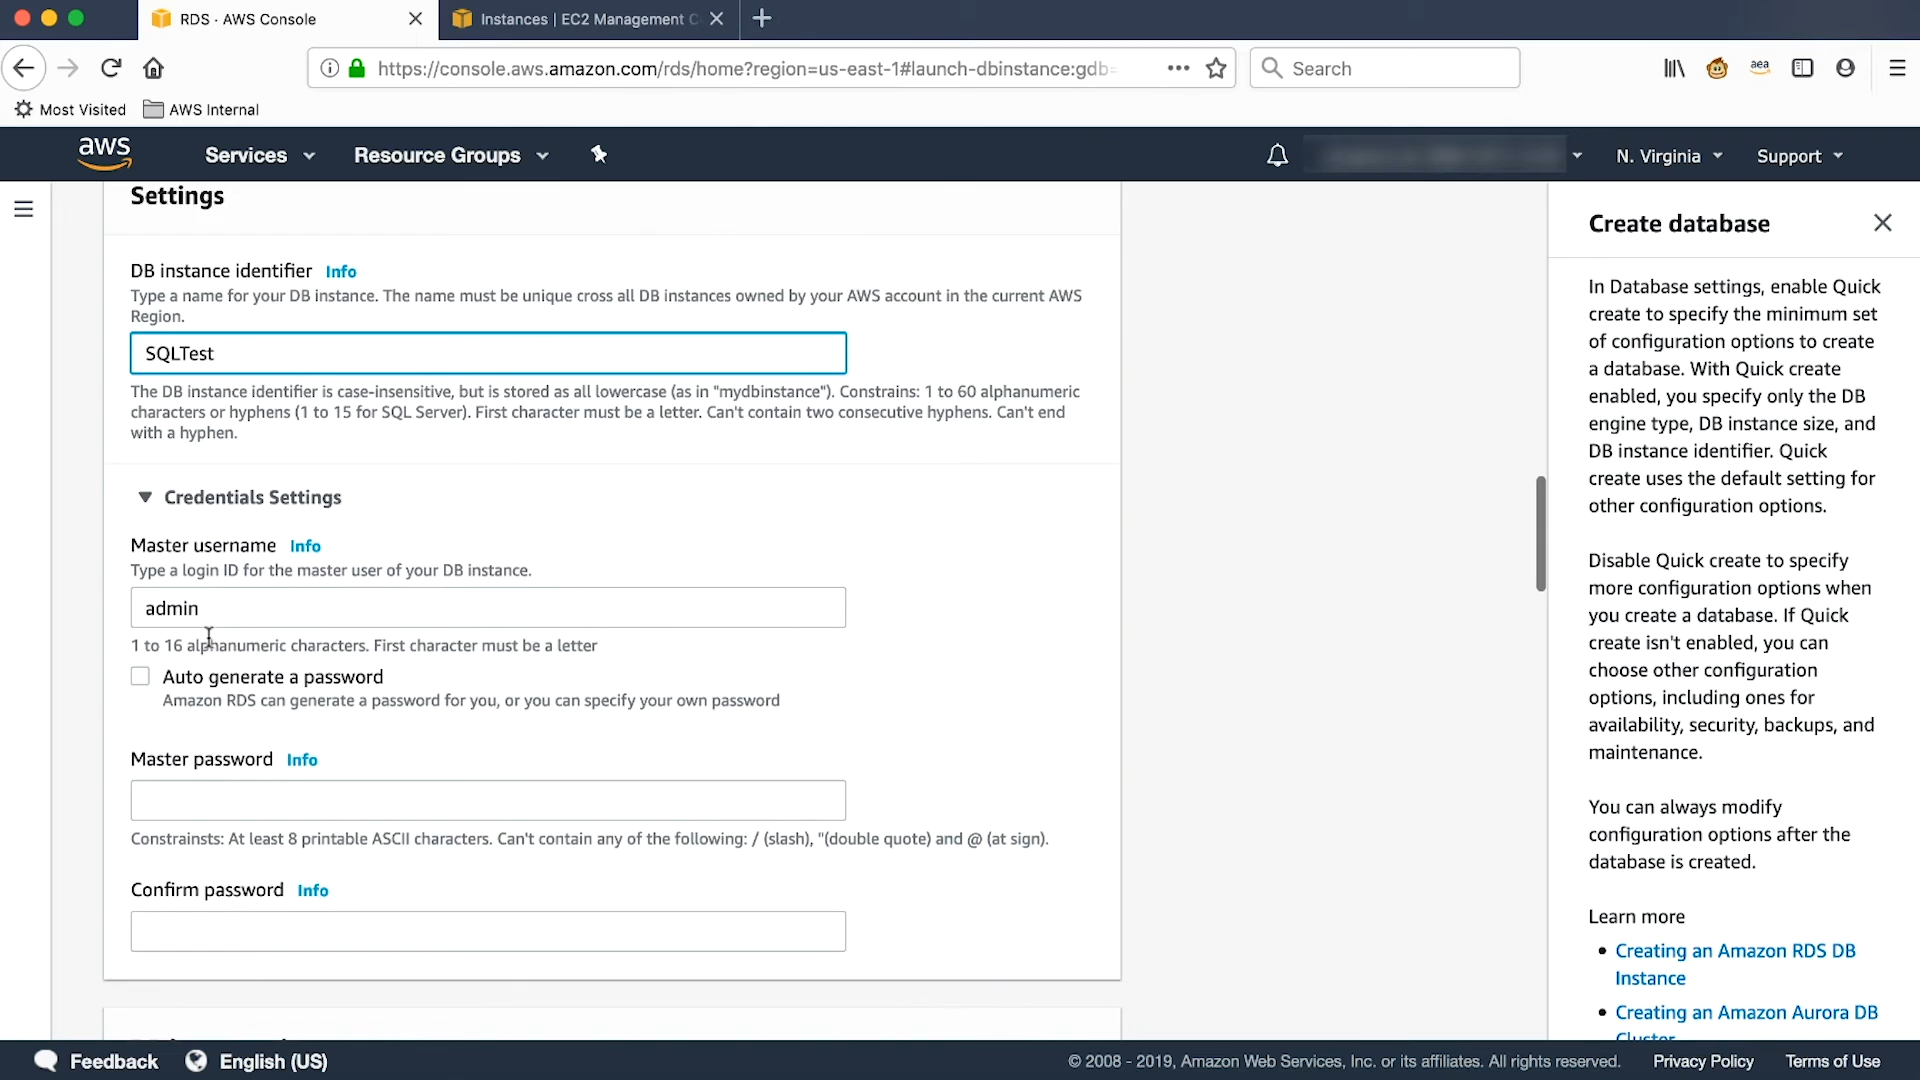 RDS · AWS Console
Instances | EC2 Management C
https://console.aws.amazon.com/rds/home?region=us-east-1#launch-dbinstance:gdb=
Search
aea
Most Visited
AWS Internal
aws
Services
Resource Groups
N. Virginia
Support
Settings
DB instance identifier Info
Type a name for your DB instance. The name must be unique cross all DB instances owned by your AWS account in the current AWS
Region.
SQLTest
The DB instance identifier is case-insensitive, but is stored as all lowercase (as in "mydbinstance"). Constrains: 1 to 60 alphanumeric
characters or hyphens (1 to 15 for SQL Server). First character must be a letter. Can't contain two consecutive hyphens. Can't end
with a hyphen.
Credentials Settings
Master username Info
Type a login ID for the master user of your DB instance.
admin
1 to 16 alphanumeric characters. First character must be a letter
Auto generate a password
Amazon RDS can generate a password for you, or you can specify your own password
Master password Info
Constrainsts: At least 8 printable ASCII characters. Can't contain any of the following: / (slash), "(double quote) and @ (at sign).
Confirm password Info
Create database
In Database settings, enable Quick
create to specify the minimum set
of configuration options to create
a database. With Quick create
enabled, you specify only the DB
engine type, DB instance size, and
DB instance identifier. Quick
create uses the default setting for
other configuration options.
Disable Quick create to specify
more configuration options when
you create a database. If Quick
create isn't enabled, you can
choose other configuration
options, including ones for
availability, security, backups, and
maintenance.
You can always modify
configuration options after the
database is created.
Learn more
• Creating an Amazon RDS DB
Instance
• Creating an Amazon Aurora DB
Cluster
Feedback
English (US)
© 2008 - 2019, Amazon Web Services, Inc. or its affiliates. All rights reserved.
Privacy Policy
Terms of Use